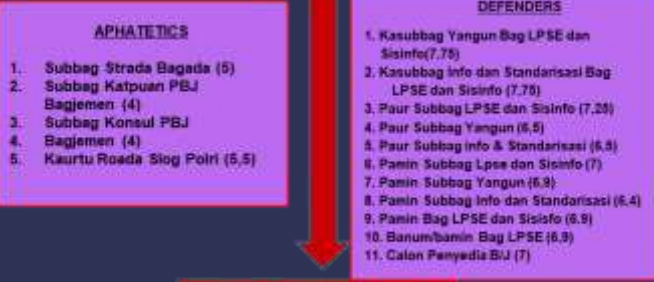 APHATETICS
1. Subbag Strada Bagada (5)
2. Subbag Katpuan PBJ
Bagjemen (4)
3. Subbag Konsul PBJ
4. Bagjemen (4)
5. Kaurtu Roada Slog Polri (5,5)
DEFENDERS
1. Kasubbag Yangun Bag LPSE dan
Sisinfo(7,75)
2. Kasubbag Info dan Standarisasi Bag
LPSE dan Sisinfo (7,75)
3. Paur Subbag LPSE dan Sisinfo (7,25)
4. Paur Subbag Yangun (6,5)
5. Paur Subbag info & Standarisasi (6,5)
6. Pamin Subbag Lpse dan Sisinfo (7)
7. Pamin Subbag Yangun (6,9)
8. Pamin Subbag Info dan Standarisasi (6,4)
9. Pamin Bag LPSE dan Sisisfo (6.9)
10. Banum/bamin Bag LPSE (6,9)
11. Calon Penyedia B/J (7)